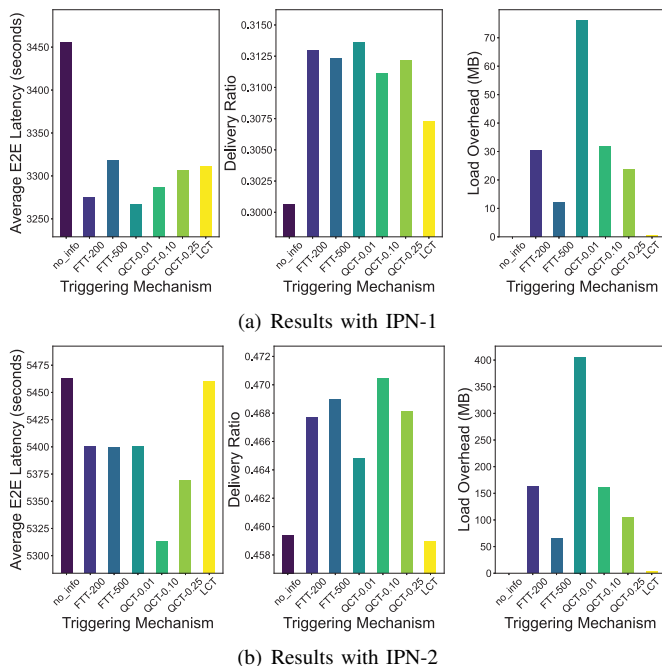 Average E2E Latency (seconds)
3450
3400
3350
3300
3250
no_info
FTT-200
FTT-500
QCT-0.01
QCT-0.10
QCT-0.25
LCT
Triggering Mechanism
Delivery Ratio
0.3150
0.3125
0.3100
0.3075
0.3050
0.3025
0.3000
no_info
FTT-200
FTT-500
QCT-0.01
QCT-0.10
QCT-0.25
LCT
Triggering Mechanism
Load Overhead (MB)
80
70
60
50
40
30
20
10
0
no_info
FTT-200
FTT-500
QCT-0.01
QCT-0.10
QCT-0.25
LCT
Triggering Mechanism
(a) Results with IPN-1
Average E2E Latency (seconds)
5475
5450
5425
5400
5375
5350
5325
5300
no_info
FTT-200
FTT-500
QCT-0.01
QCT-0.10
QCT-0.25
LCT
Triggering Mechanism
Delivery Ratio
0.472
0.470
0.468
0.466
0.464
0.462
0.460
0.458
no_info
FTT-200
FTT-500
QCT-0.01
QCT-0.10
QCT-0.25
LCT
Triggering Mechanism
Load Overhead (MB)
400
350
300
250
200
150
100
50
0
no_info
FTT-200
FTT-500
QCT-0.01
QCT-0.10
QCT-0.25
LCT
Triggering Mechanism
(b) Results with IPN-2